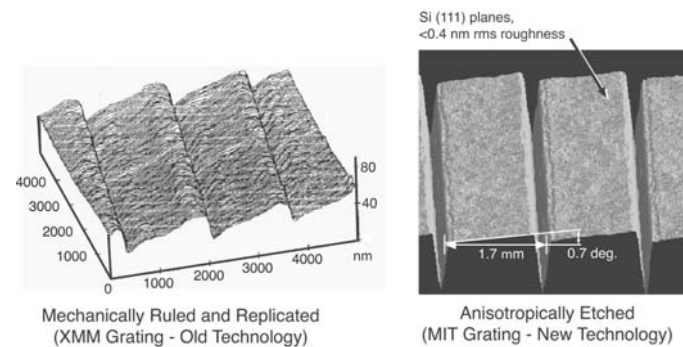 Si (111) planes,
<0.4 nm rms roughness
80
40
4000
3000
2000
1000
0
1000
2000
3000
4000
nm
1.7 mm
0.7 deg.
Mechanically Ruled and Replicated
(XMM Grating - Old Technology)
Anisotropically Etched
(MIT Grating - New Technology)